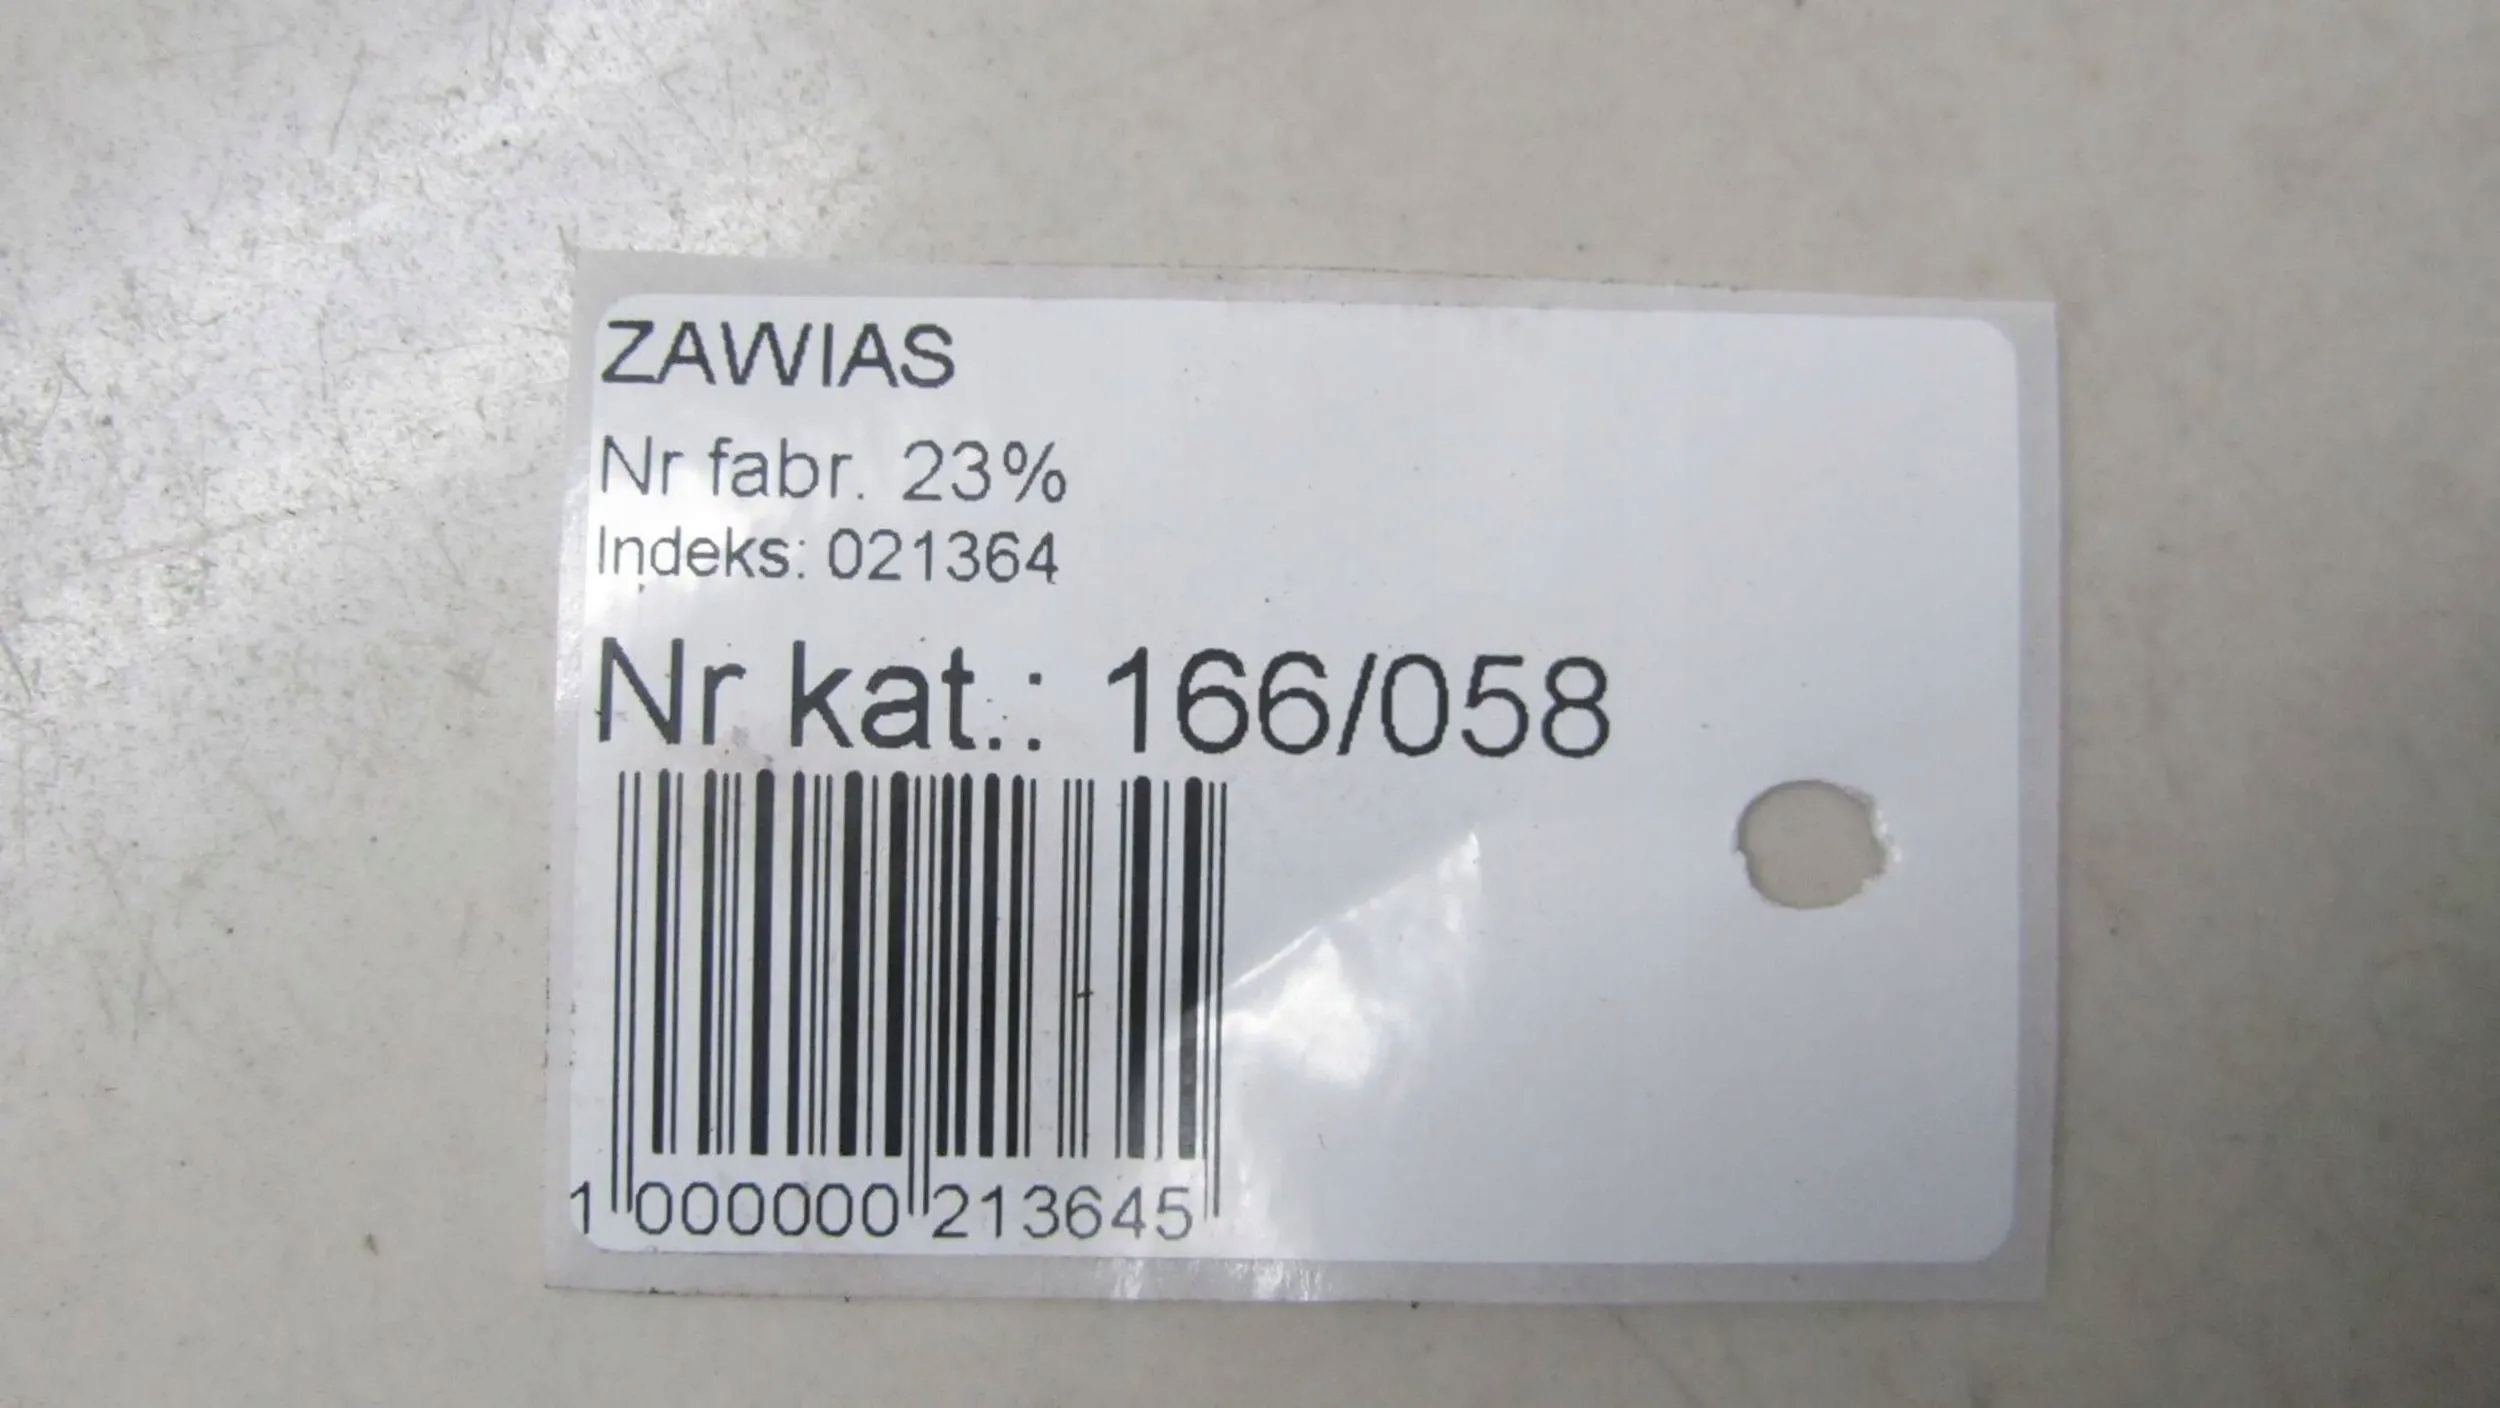 ZAWIAS
Nr fabr. 23%
Indeks: 021364
Nr kat.: 166/058
1 000000 213645